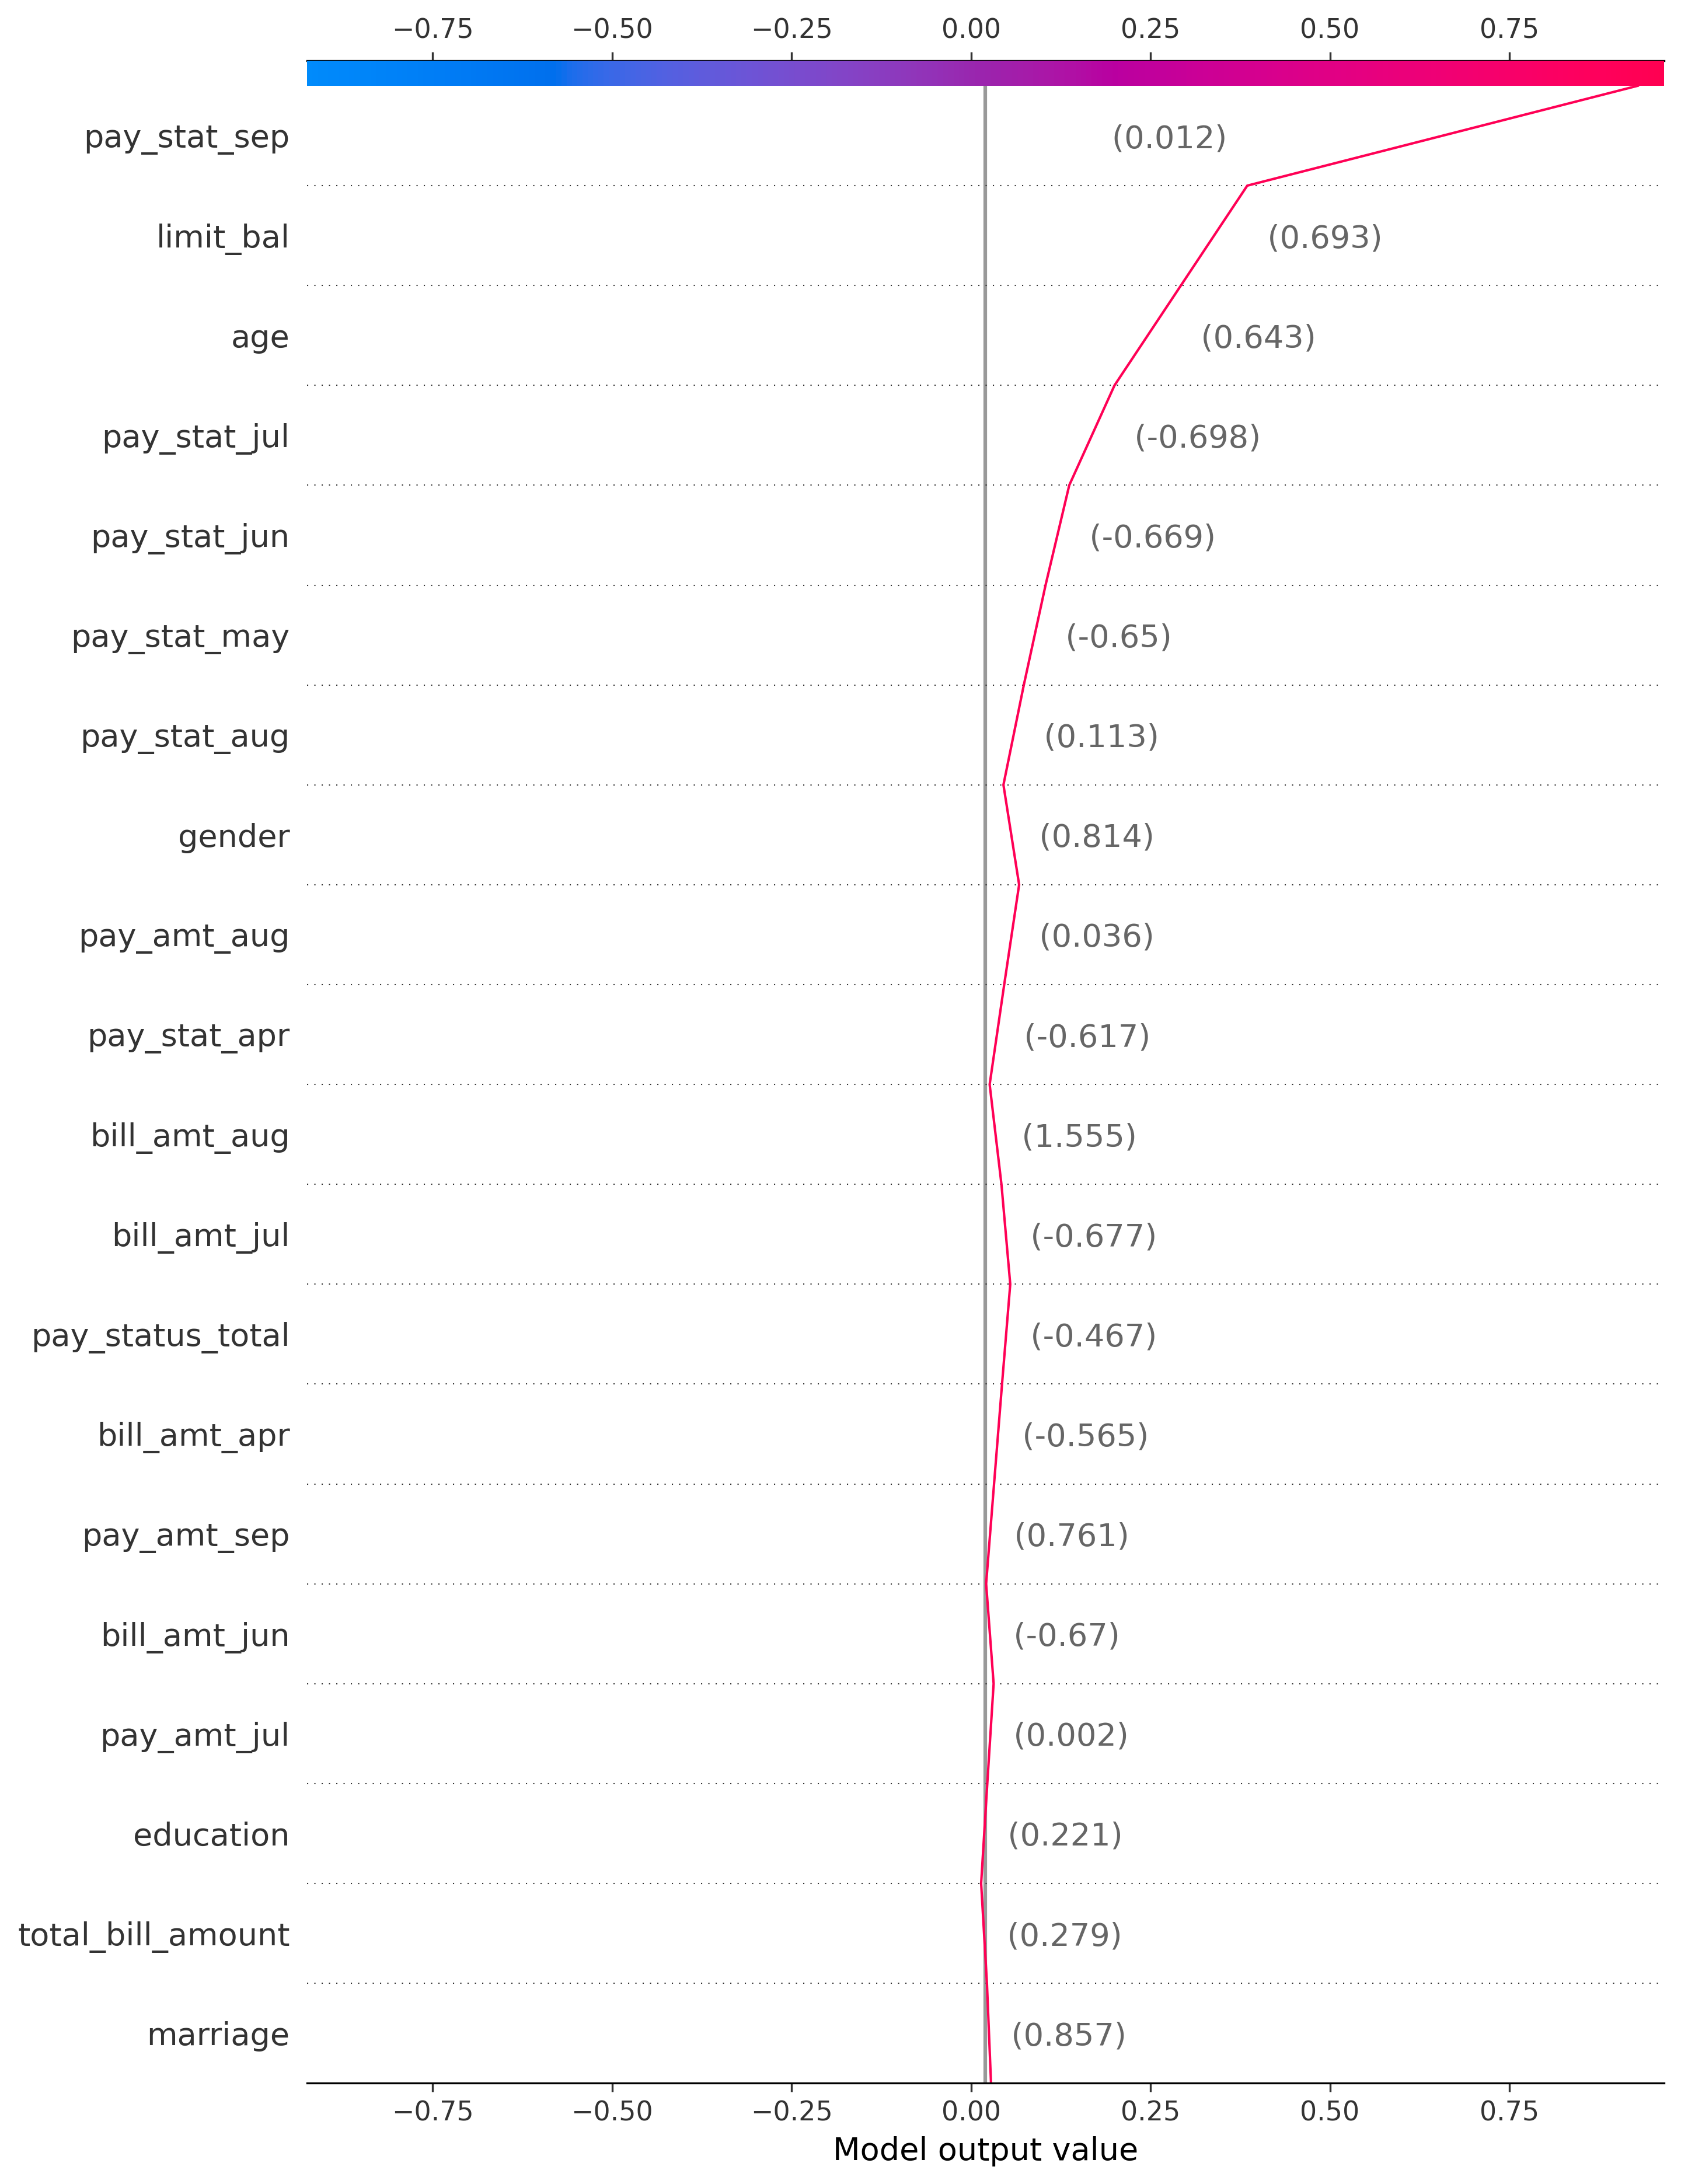 −0.75 −0.50 −0.25 0.00 0.25 0.50 0.75
pay_stat_sep (0.012)
limit_bal (0.693)
age (0.643)
pay_stat_jul (-0.698)
pay_stat_jun (-0.669)
pay_stat_may (-0.65)
pay_stat_aug (0.113)
gender (0.814)
pay_amt_aug (0.036)
pay_stat_apr (-0.617)
bill_amt_aug (1.555)
bill_amt_jul (-0.677)
pay_status_total (-0.467)
bill_amt_apr (-0.565)
pay_amt_sep (0.761)
bill_amt_jun (-0.67)
pay_amt_jul (0.002)
education (0.221)
total_bill_amount (0.279)
marriage (0.857)
−0.75 −0.50 −0.25 0.00 0.25 0.50 0.75
Model output value